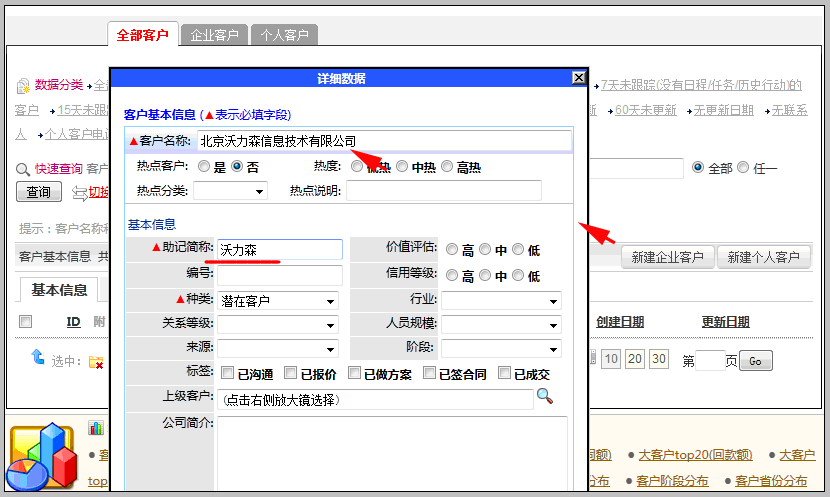 全部客户 企业客户 个人客户
详细数据
数据分类 全 7天未跟踪(没有日程/任务/历史行动)的
客户 15天未跟踪 60天未更新 无更新日期 无联系
人 个人客户电话
客户基本信息 (▲表示必填字段)
▲客户名称: 北京沃力森信息技术有限公司
快速查询 客户 全部 任一
热点客户: 是 否 热度: 低热 中热 高热
查询 切换
热点分类: 热点说明:
提示：客户名称和
基本信息
客户基本信息 共 新建企业客户 新建个人客户
▲助记简称: 沃力森 价值评估: 高 中 低
编号: 信用等级: 高 中 低
基本信息
▲种类: 潜在客户 行业:
ID 附 创建日期 更新日期
关系等级: 人员规模:
来源: 阶段:
选中: 10 20 30 第 页 Go
标签: 已沟通 已报价 已做方案 已签合同 已成交
上级客户: (点击右侧放大镜选择)
公司简介:
客 额) 大客户top20(回款额) 大客户
top 分布 客户阶段分布 客户省份分布